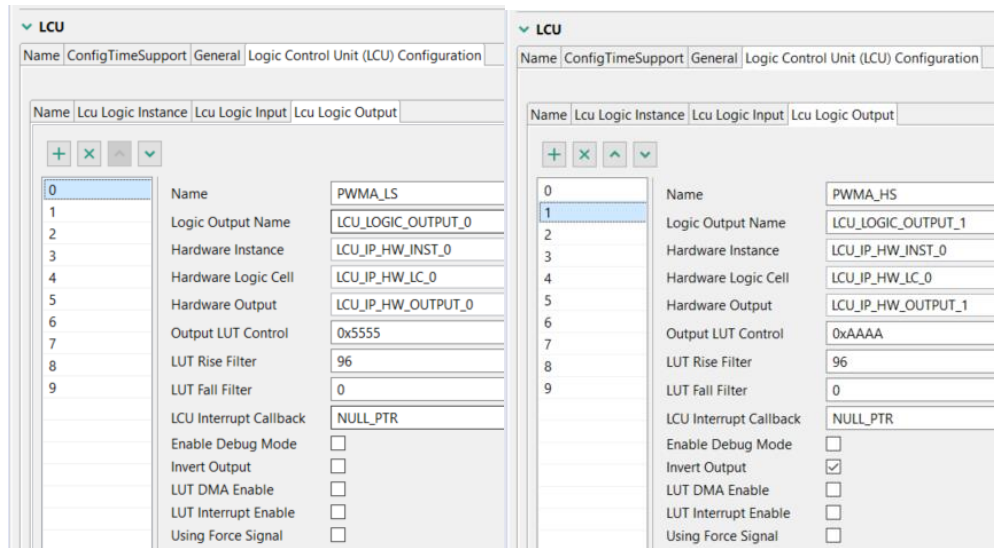 LCU
Name ConfigTimeSupport General Logic Control Unit (LCU) Configuration
Name Lcu Logic Instance Lcu Logic Input Lcu Logic Output
0
1
2
3
4
5
6
7
8
9
Name PWMA_LS
Logic Output Name LCU_LOGIC_OUTPUT_0
Hardware Instance LCU_IP_HW_INST_0
Hardware Logic Cell LCU_IP_HW_LC_0
Hardware Output LCU_IP_HW_OUTPUT_0
Output LUT Control 0x5555
LUT Rise Filter 96
LUT Fall Filter 0
LCU Interrupt Callback NULL_PTR
Enable Debug Mode
Invert Output
LUT DMA Enable
LUT Interrupt Enable
Using Force Signal
LCU
Name ConfigTimeSupport General Logic Control Unit (LCU) Configuration
Name Lcu Logic Instance Lcu Logic Input Lcu Logic Output
0
1
2
3
4
5
6
7
8
9
Name PWMA_HS
Logic Output Name LCU_LOGIC_OUTPUT_1
Hardware Instance LCU_IP_HW_INST_0
Hardware Logic Cell LCU_IP_HW_LC_0
Hardware Output LCU_IP_HW_OUTPUT_1
Output LUT Control 0xAAAA
LUT Rise Filter 96
LUT Fall Filter 0
LCU Interrupt Callback NULL_PTR
Enable Debug Mode
Invert Output
LUT DMA Enable
LUT Interrupt Enable
Using Force Signal